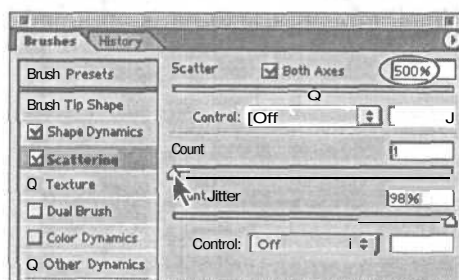 Brushes History
Brush Presets
Scatter Both Axes 500%
Q
Brush Tip Shape
Control: [Off J
Shape Dynamics
Count 1
Scattering
Q Texture
Jitter 98%
Dual Brush
Color Dynamics
Control: Off
Q Other Dynamics